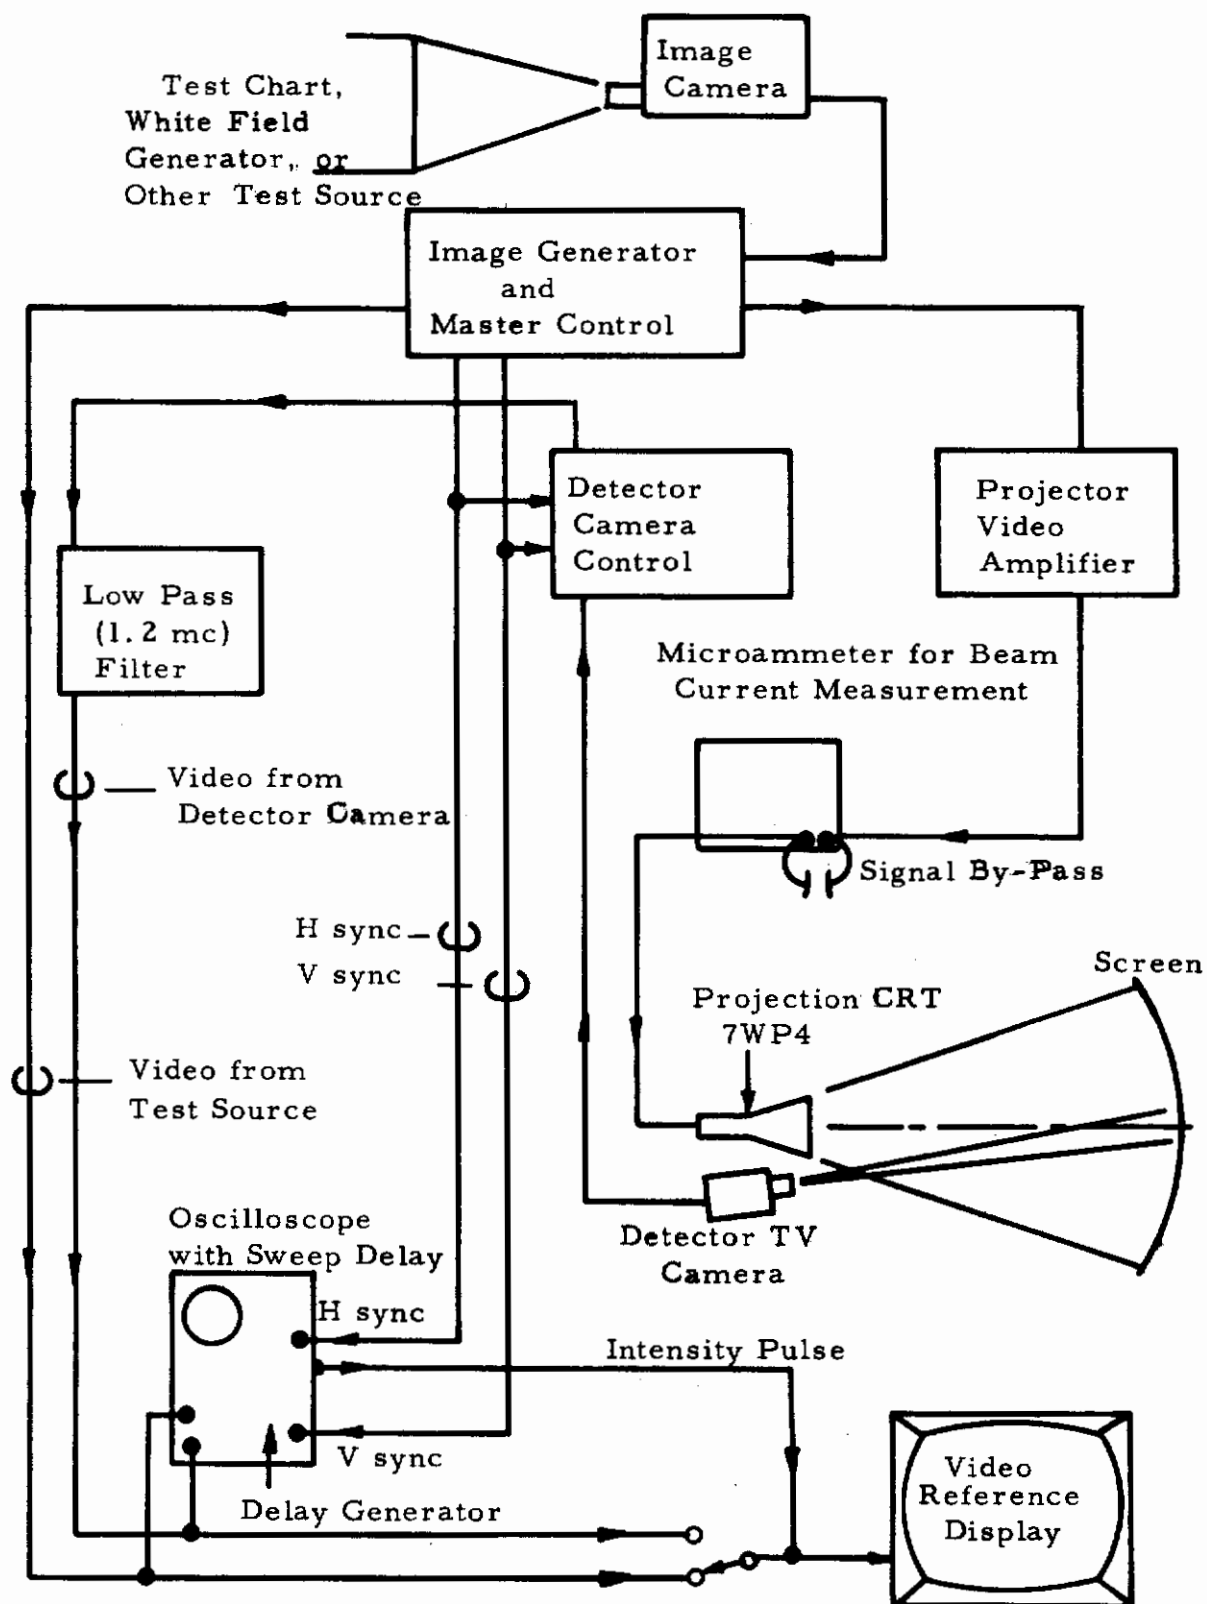 Image
Camera
Test Chart,
White Field
Generator, or
Other Test Source
Image Generator
and
Master Control
Detector
Camera
Control
Projector
Video
Amplifier
Low Pass
(1.2 mc)
Filter
Microammeter for Beam
Current Measurement
Video from
Detector Camera
Signal By-Pass
H sync
V sync
Screen
Projection CRT
7WP4
Video from
Test Source
Oscilloscope
with Sweep Delay
Detector TV
Camera
H sync
Intensity Pulse
V sync
Delay Generator
Video
Reference
Display